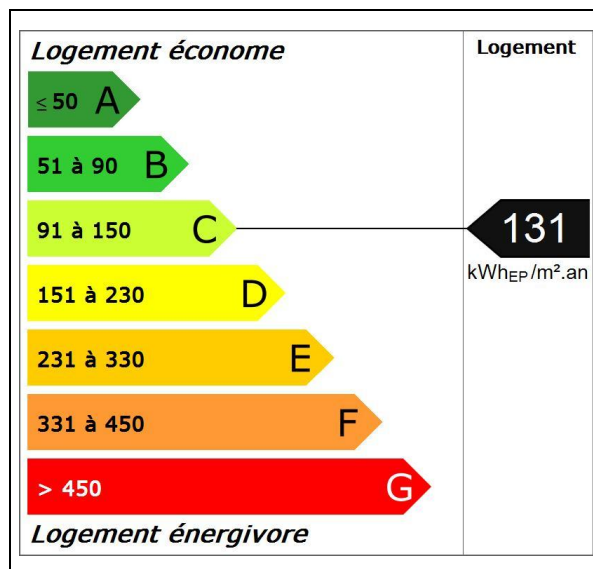 Logement économe
Logement
≤ 50 A
51 à 90 B
91 à 150 C
131
kWhEP/m².an
151 à 230 D
231 à 330 E
331 à 450 F
> 450 G
Logement énergivore